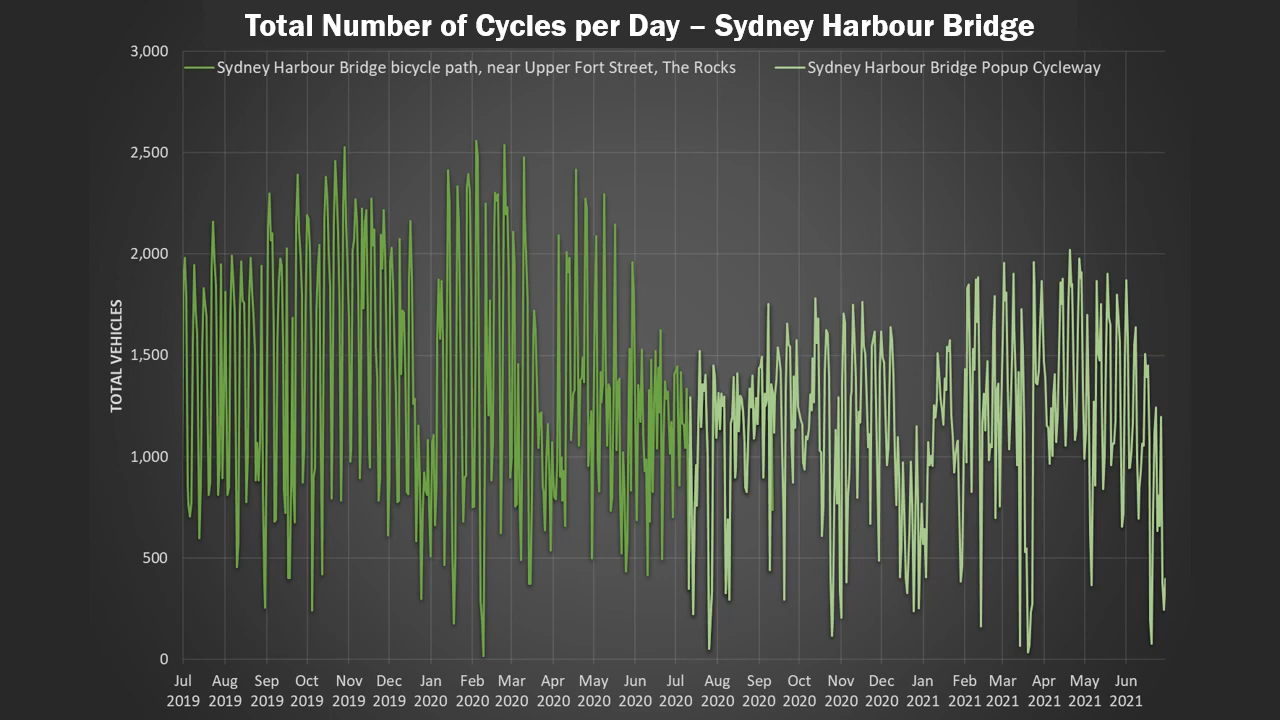 Total Number of Cycles per Day – Sydney Harbour Bridge
3,000
Sydney Harbour Bridge bicycle path, near Upper Fort Street, The Rocks
Sydney Harbour Bridge Popup Cycleway
2,500
2,000
TOTAL VEHICLES
1,500
1,000
500
0
Jul Aug Sep Oct Nov Dec Jan Feb Mar Apr May Jun Jul Aug Sep Oct Nov Dec Jan Feb Mar Apr May Jun
2019 2019 2019 2019 2019 2019 2020 2020 2020 2020 2020 2020 2020 2020 2020 2020 2020 2020 2021 2021 2021 2021 2021 2021